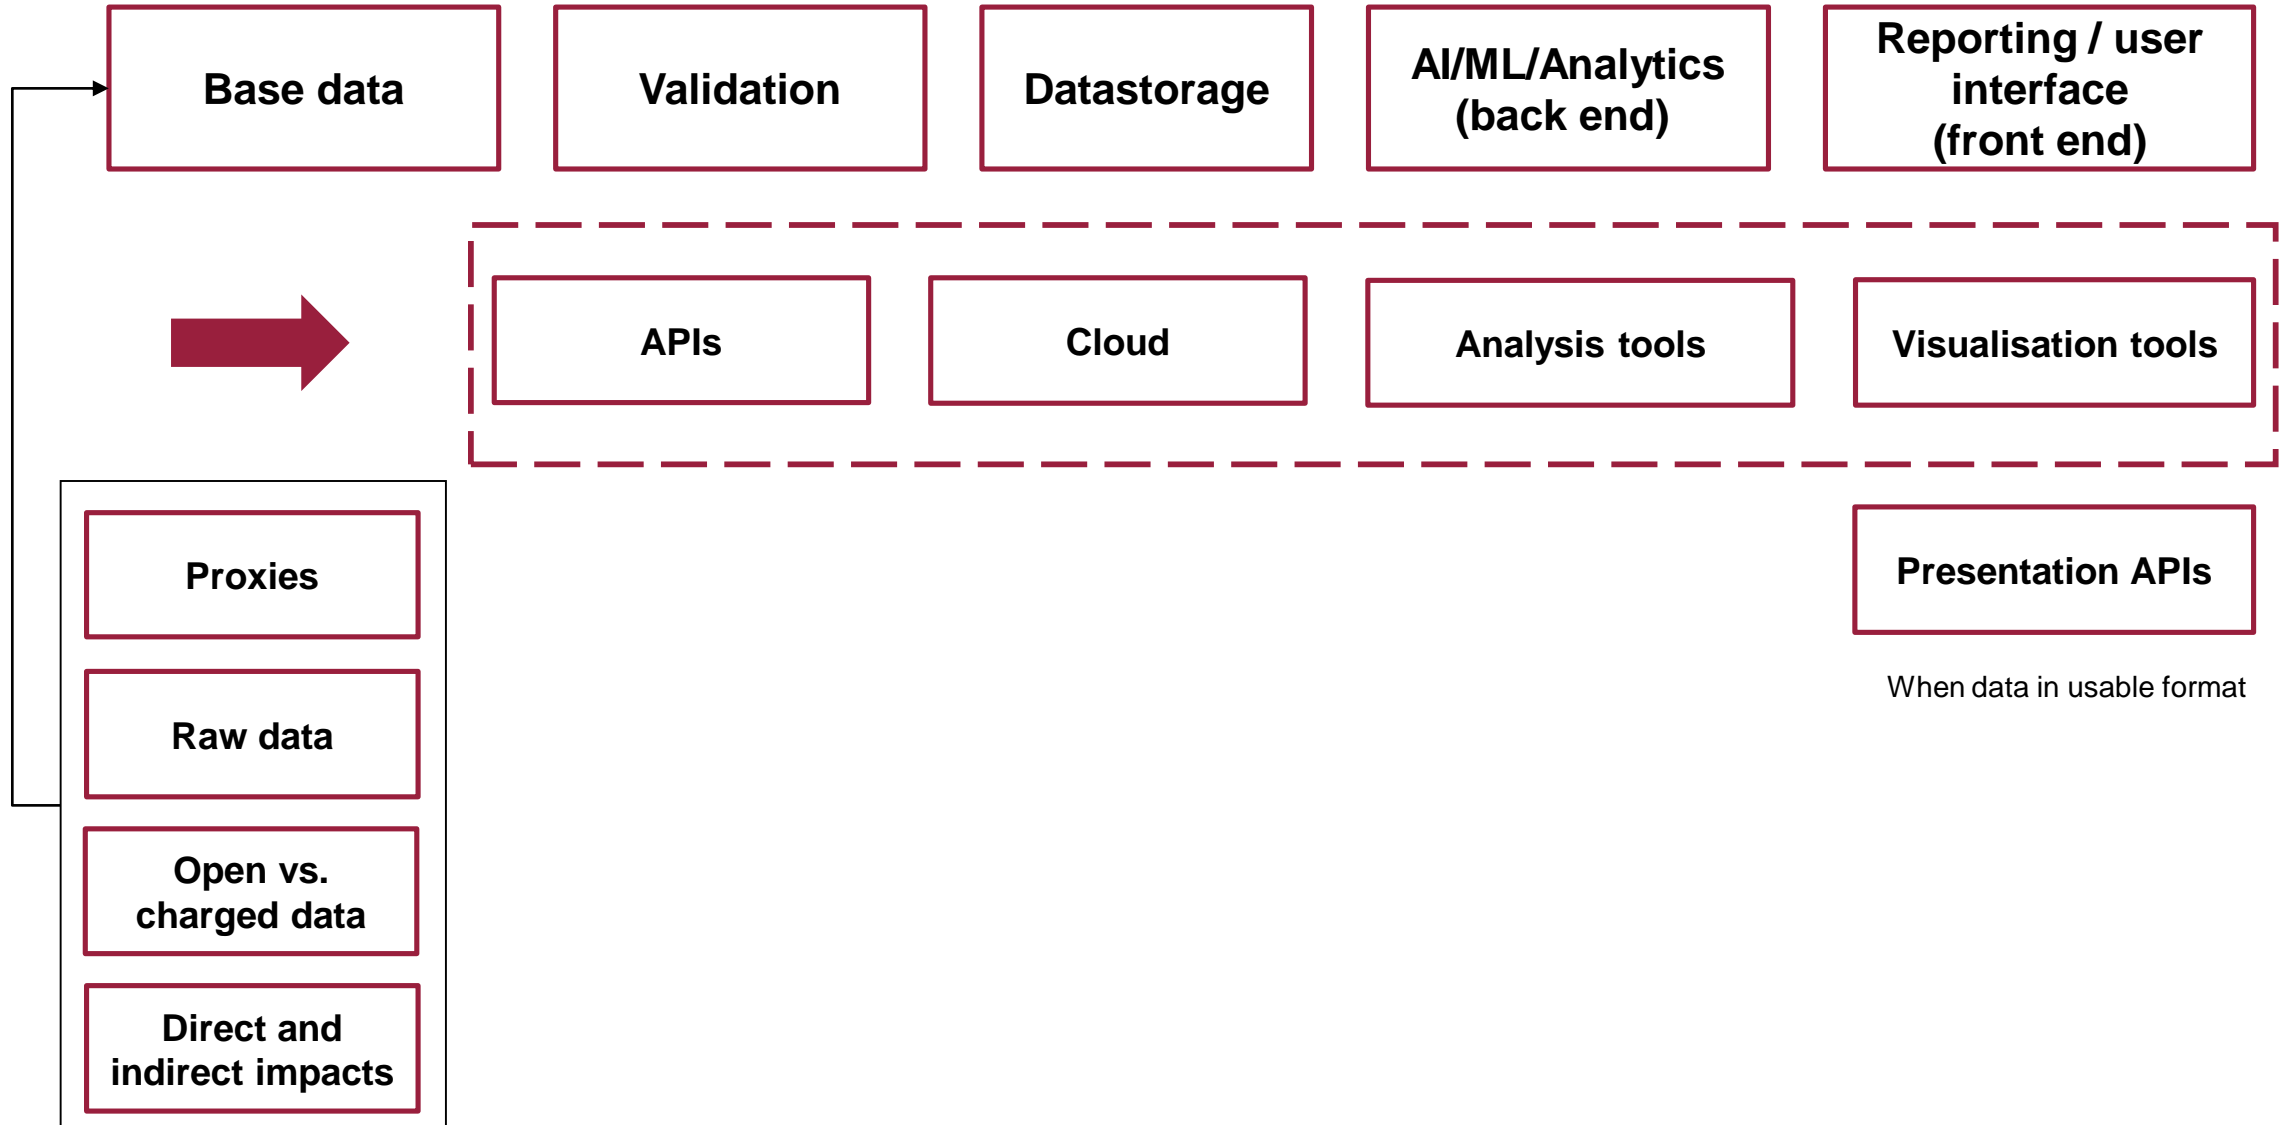 Base data
Validation
Datastorage
AI/ML/Analytics
(back end)
Reporting / user
interface
(front end)
APIs
Cloud
Analysis tools
Visualisation tools
Proxies
Raw data
Open vs.
charged data
Direct and
indirect impacts
Presentation APIs
When data in usable format